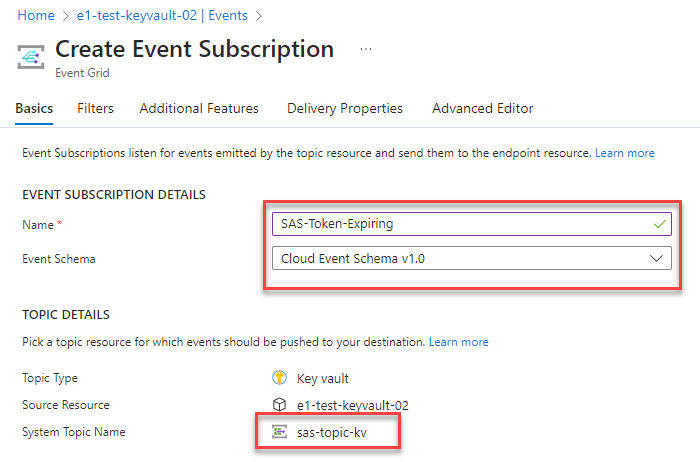 Home > e1-test-keyvault-02 | Events >
Create Event Subscription ...
Event Grid
Basics Filters Additional Features Delivery Properties Advanced Editor
Event Subscriptions listen for events emitted by the topic resource and send them to the endpoint resource. Learn more
EVENT SUBSCRIPTION DETAILS
Name * SAS-Token-Expiring
Event Schema Cloud Event Schema v1.0
TOPIC DETAILS
Pick a topic resource for which events should be pushed to your destination. Learn more
Topic Type Key vault
Source Resource e1-test-keyvault-02
System Topic Name sas-topic-kv